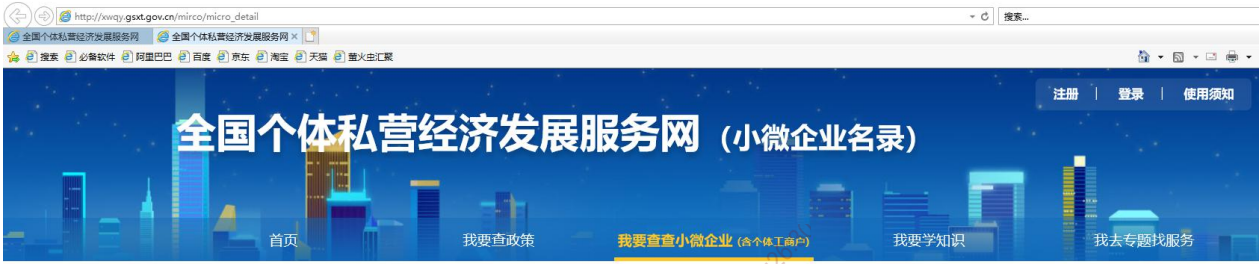 http://xwqy.gsxt.gov.cn/mirco/micro_detail
搜索...
全国个体私营经济发展服务网
全国个体私营经济发展服务网
搜索 必备软件 阿里巴巴 百度 京东 淘宝 天猫 萤火虫汇聚
注册 | 登录 | 使用须知
全国个体私营经济发展服务网 (小微企业名录)
首页 我要查政策 我要查查小微企业 (含个体工商户) 我要学知识 我去专题找服务